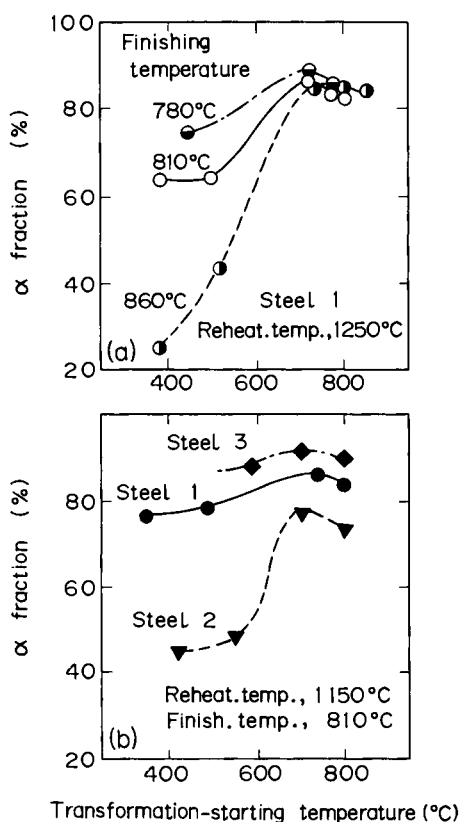 100
80
60
40
20
α fraction (%)
Finishing
temperature
780°C
810°C
860°C
Steel 1
Reheat.temp.,1250°C
(a)
400 600 800
80
60
40
20
α fraction (%)
Steel 3
Steel 1
Steel 2
Reheat.temp., 1150°C
Finish. temp., 810°C
(b)
400 600 800
Transformation-starting temperature (°C)